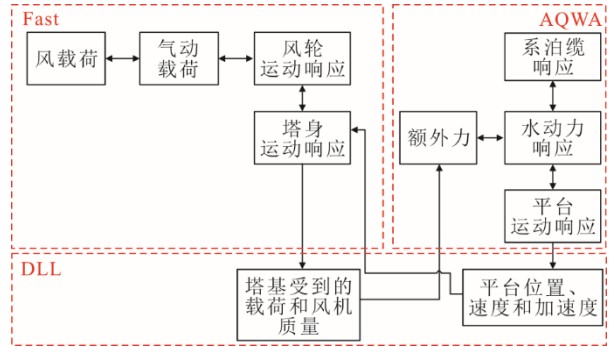 Fast
风载荷
气动
载荷
风轮
运动响应
塔身
运动响应
AQWA
系泊缆
响应
额外力
水动力
响应
平台
运动响应
DLL
塔基受到的
载荷和风机
质量
平台位置、
速度和加速度